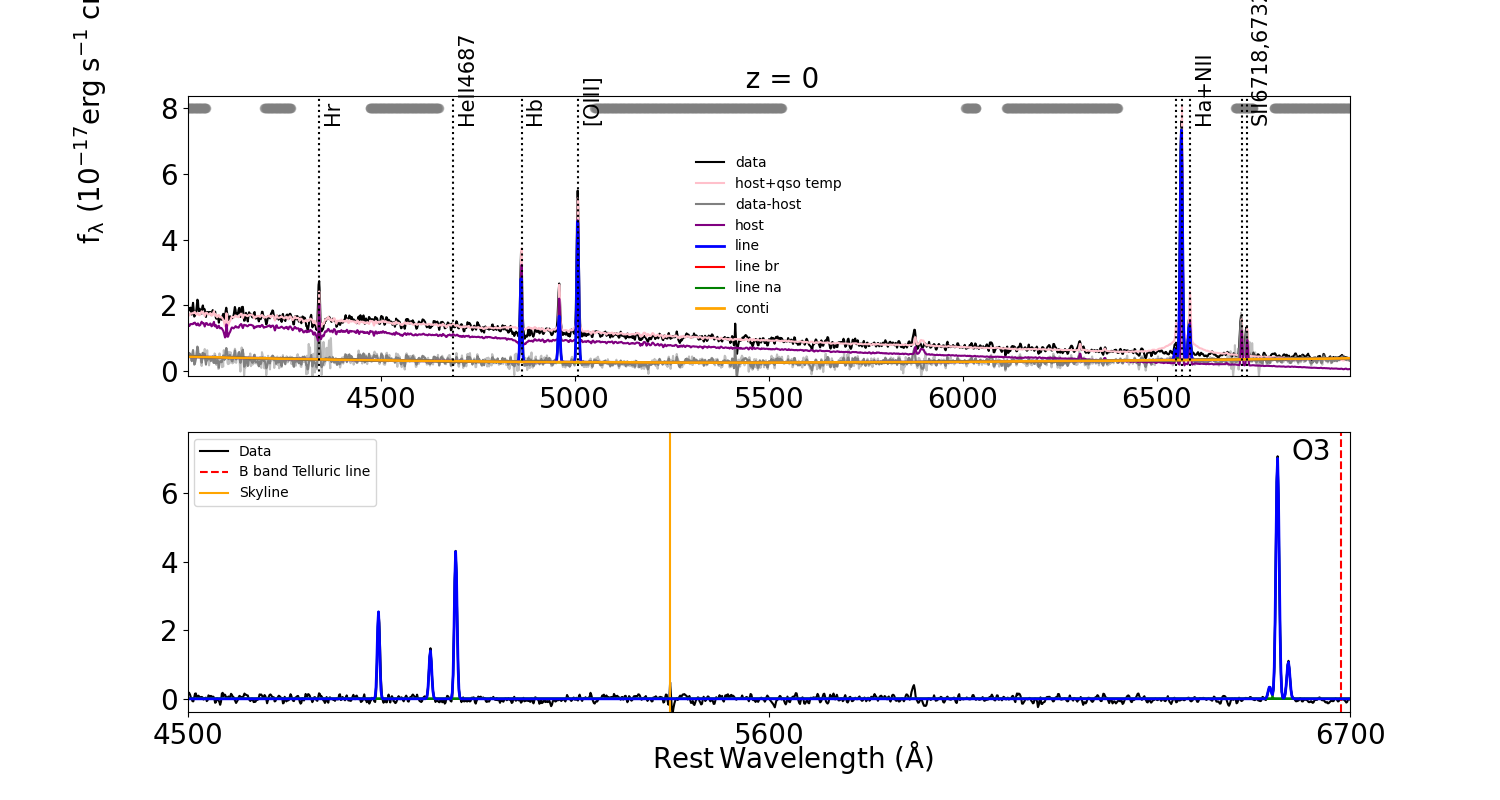 z = 0
f_λ (10^−17 erg s^−1
8
6
4
2
0
Hr
HeII4687
Hb
[OIII]
Ha+NII
SII6718,6732
data
host+qso temp
data-host
host
line
line br
line na
conti
4500 5000 5500 6000 6500
Data
B band Telluric line
Skyline
O3
6
4
2
0
4500 5600 6700
Rest Wavelength (Å)